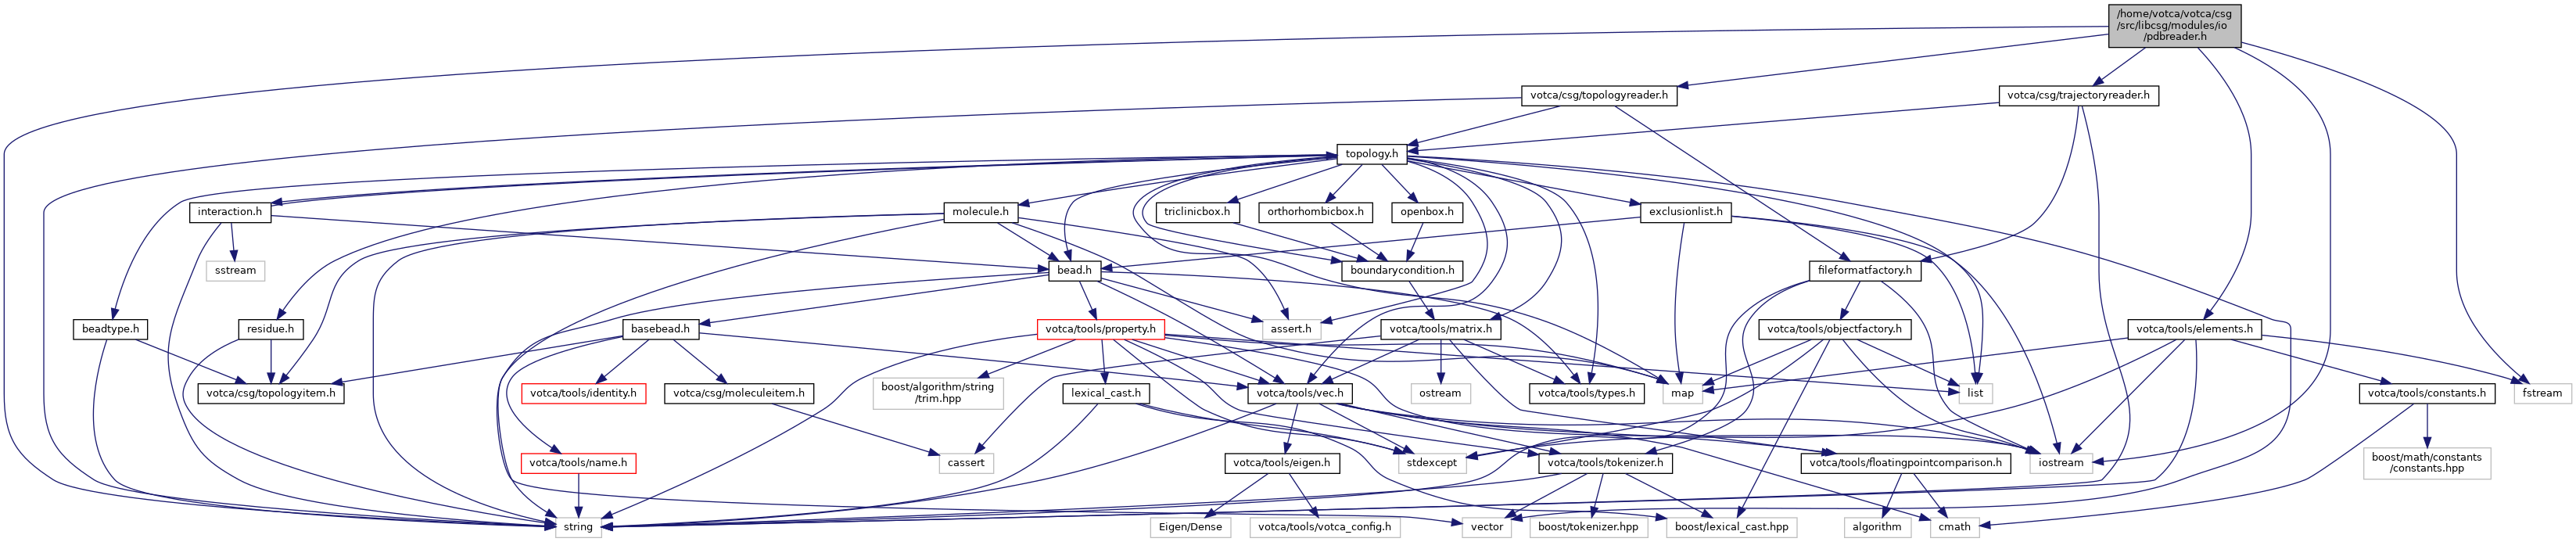 /home/votca/votca/csg
/src/libcsg/modules/io
/pdbreader.h
votca/csg/topologyreader.h
votca/csg/trajectoryreader.h
topology.h
interaction.h
molecule.h
triclinicbox.h
orthorhombicbox.h
openbox.h
exclusionlist.h
sstream
bead.h
boundarycondition.h
fileformatfactory.h
beadtype.h
residue.h
basebead.h
votca/tools/property.h
assert.h
votca/tools/matrix.h
votca/tools/objectfactory.h
votca/tools/elements.h
votca/csg/topologyitem.h
votca/tools/identity.h
votca/csg/moleculeitem.h
boost/algorithm/string
/trim.hpp
lexical_cast.h
votca/tools/vec.h
ostream
votca/tools/types.h
map
list
votca/tools/constants.h
fstream
votca/tools/name.h
cassert
votca/tools/eigen.h
stdexcept
votca/tools/tokenizer.h
votca/tools/floatingpointcomparison.h
iostream
boost/math/constants
/constants.hpp
string
Eigen/Dense
votca/tools/votca_config.h
vector
boost/tokenizer.hpp
boost/lexical_cast.hpp
algorithm
cmath